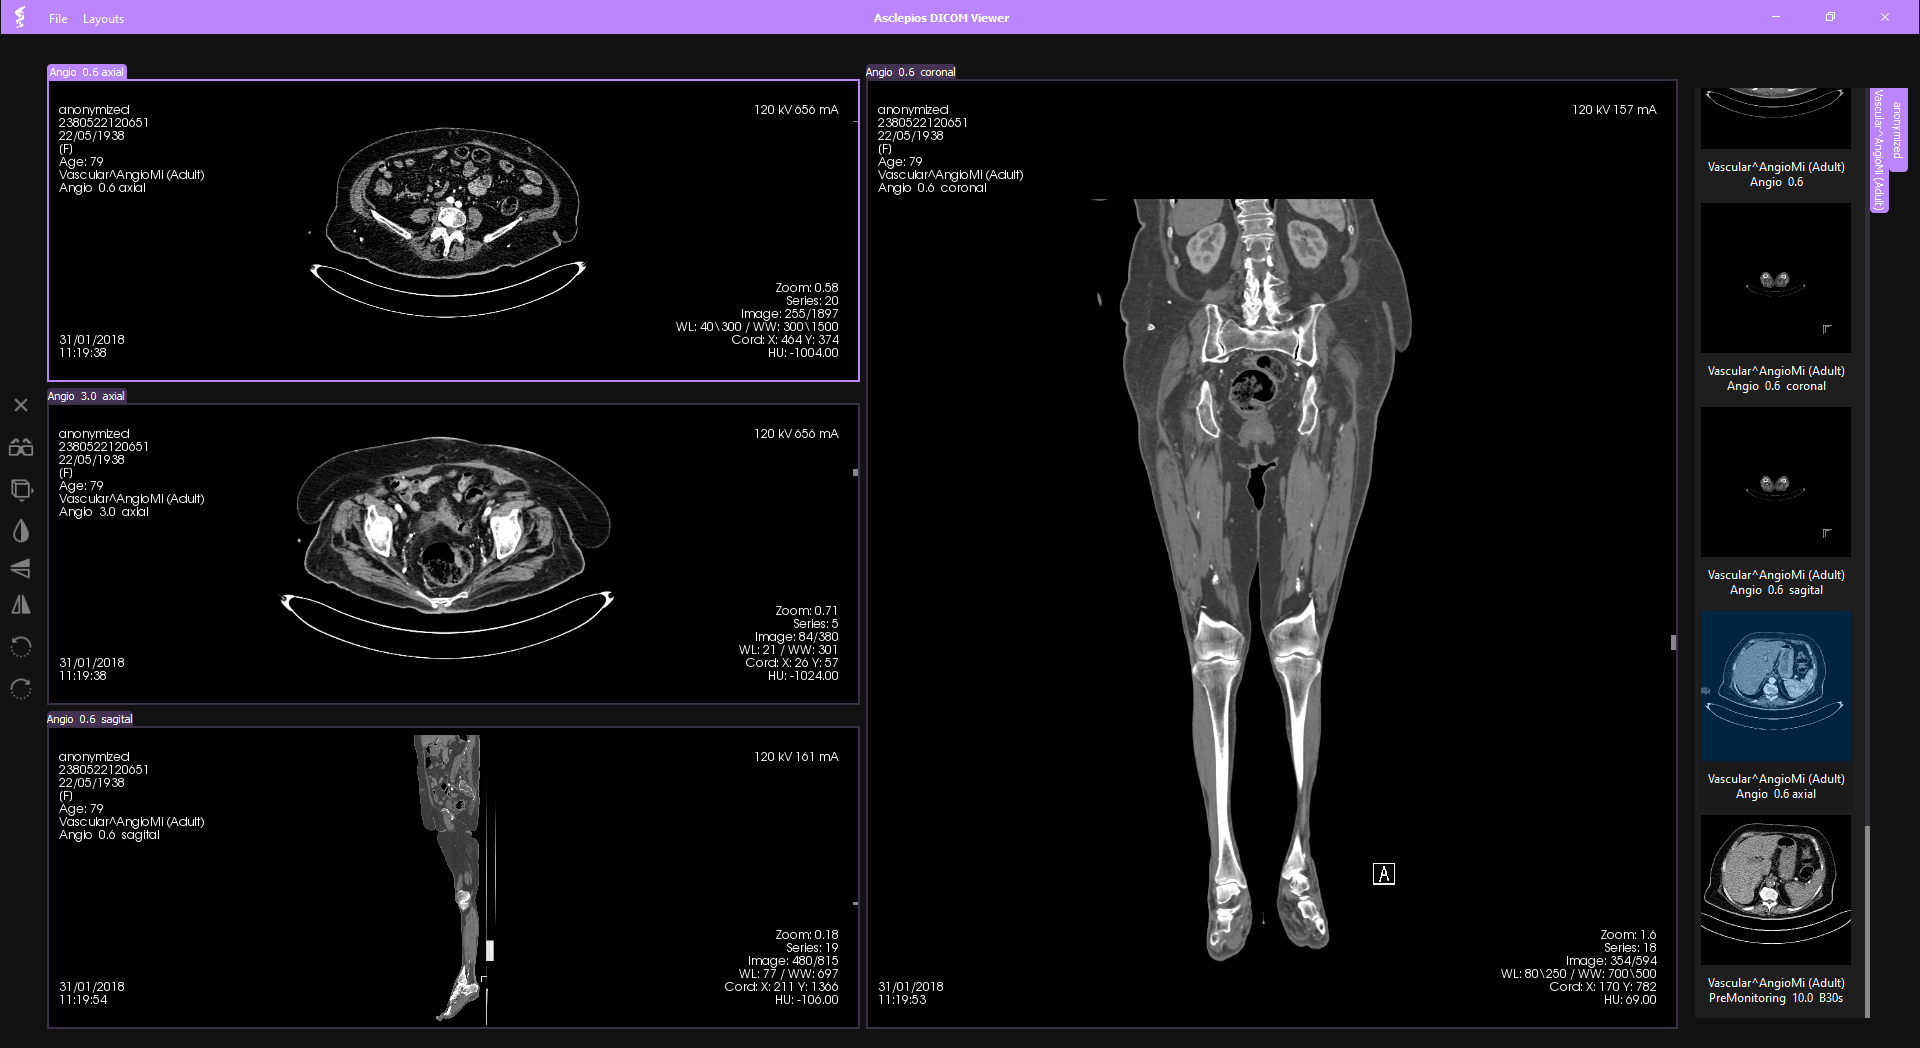 File Layouts
Asclepios DICOM Viewer
Angio 0.6 axial
anonymized
2380522120651
22/05/1938
(F)
Age: 79
Vascular^AngioMi (Adult)
Angio 0.6 axial
120 kV 656 mA
Zoom: 0.58
Series: 20
Image: 255/1897
WL: 40\300 / WW: 300\1500
Cord: X: 464 Y: 374
HU: -1004.00
31/01/2018
11:19:38
Angio 3.0 axial
anonymized
2380522120651
22/05/1938
(F)
Age: 79
Vascular^AngioMi (Adult)
Angio 3.0 axial
120 kV 656 mA
Zoom: 0.71
Series: 5
Image: 84/380
WL: 21 / WW: 301
Cord: X: 26 Y: 57
HU: -1024.00
31/01/2018
11:19:38
Angio 0.6 sagital
anonymized
2380522120651
22/05/1938
(F)
Age: 79
Vascular^AngioMi (Adult)
Angio 0.6 sagital
120 kV 161 mA
Zoom: 0.18
Series: 19
Image: 480/815
WL: 77 / WW: 697
Cord: X: 211 Y: 1366
HU: -106.00
31/01/2018
11:19:54
Angio 0.6 coronal
anonymized
2380522120651
22/05/1938
(F)
Age: 79
Vascular^AngioMi (Adult)
Angio 0.6 coronal
120 kV 157 mA
A
Zoom: 1.6
Series: 18
Image: 354/594
WL: 80\250 / WW: 700\500
Cord: X: 170 Y: 782
HU: 69.00
31/01/2018
11:19:53
Vascular^AngioMi (Adult)
Angio 0.6
Vascular^AngioMi (Adult)
Angio 0.6 coronal
Vascular^AngioMi (Adult)
Angio 0.6 sagital
Vascular^AngioMi (Adult)
Angio 0.6 axial
Vascular^AngioMi (Adult)
PreMonitoring 10.0 B30s
anonymized
Vascular^AngioMi (Adult)